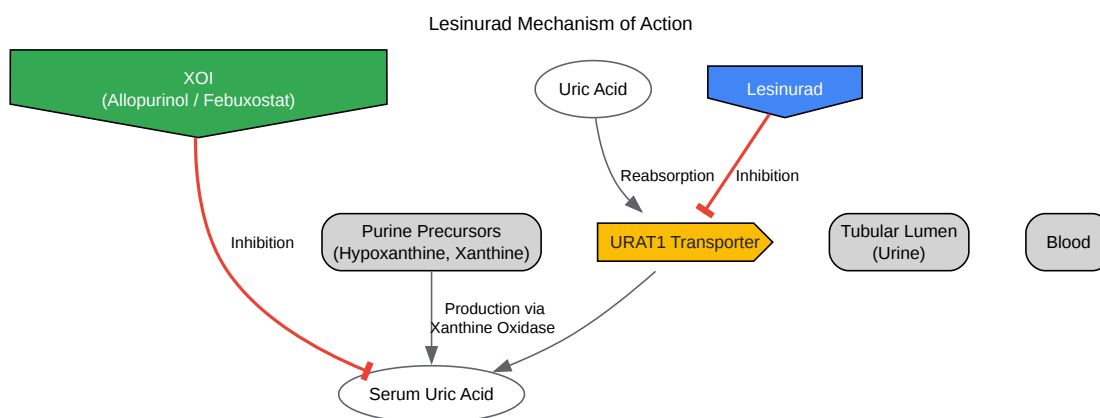 Lesinurad Mechanism of Action
XOI
(Allopurinol / Febuxostat)
Uric Acid
Lesinurad
Reabsorption
Inhibition
Inhibition
Purine Precursors
(Hypoxanthine, Xanthine)
URAT1 Transporter
Tubular Lumen
(Urine)
Blood
Production via
Xanthine Oxidase
Serum Uric Acid